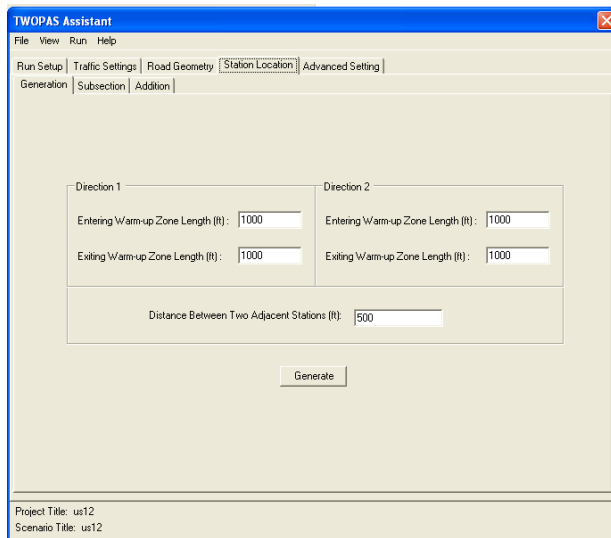 TWOPAS Assistant
File View Run Help
Run Setup Traffic Settings Road Geometry Station Location Advanced Setting
Generation Subsection Addition
Direction 1
Entering Warm-up Zone Length (ft) : 1000
Exiting Warm-up Zone Length (ft) : 1000
Direction 2
Entering Warm-up Zone Length (ft) : 1000
Exiting Warm-up Zone Length (ft) : 1000
Distance Between Two Adjacent Stations (ft): 500
Generate
Project Title: us12
Scenario Title: us12